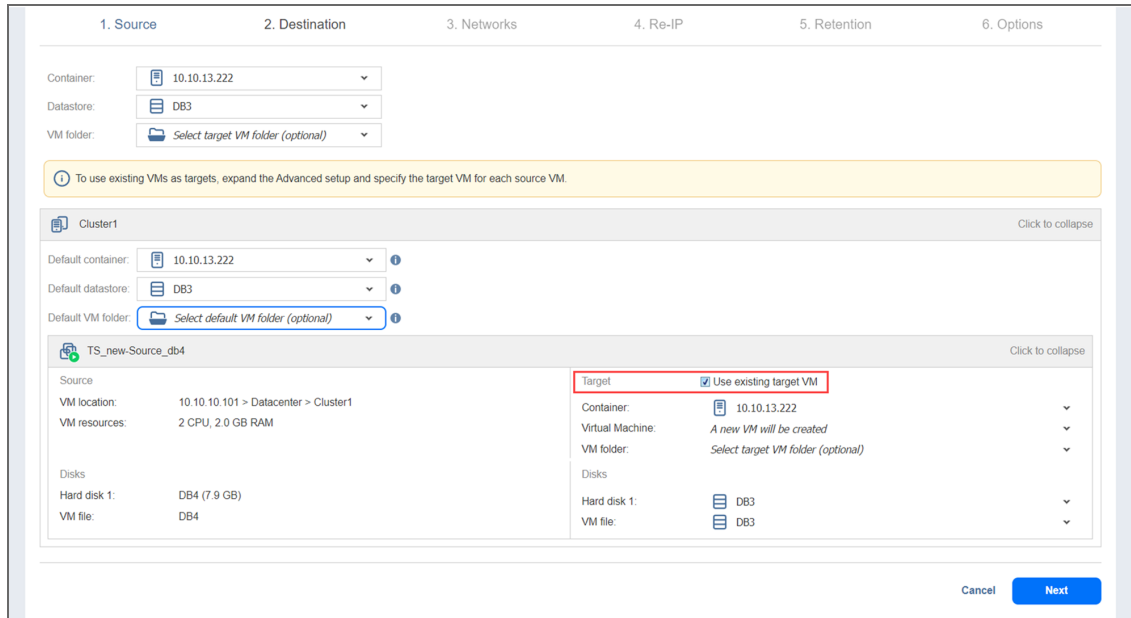 1. Source 2. Destination 3. Networks 4. Re-IP 5. Retention 6. Options
Container: 10.10.13.222
Datastore: DB3
VM folder: Select target VM folder (optional)
To use existing VMs as targets, expand the Advanced setup and specify the target VM for each source VM.
Cluster1 Click to collapse
Default container: 10.10.13.222
Default datastore: DB3
Default VM folder: Select default VM folder (optional)
TS_new-Source_db4 Click to collapse
Source
VM location: 10.10.10.101 > Datacenter > Cluster1
VM resources: 2 CPU, 2.0 GB RAM
Disks
Hard disk 1: DB4 (7.9 GB)
VM file: DB4
Target Use existing target VM
Container: 10.10.13.222
Virtual Machine: A new VM will be created
VM folder: Select target VM folder (optional)
Disks
Hard disk 1: DB3
VM file: DB3
Cancel Next